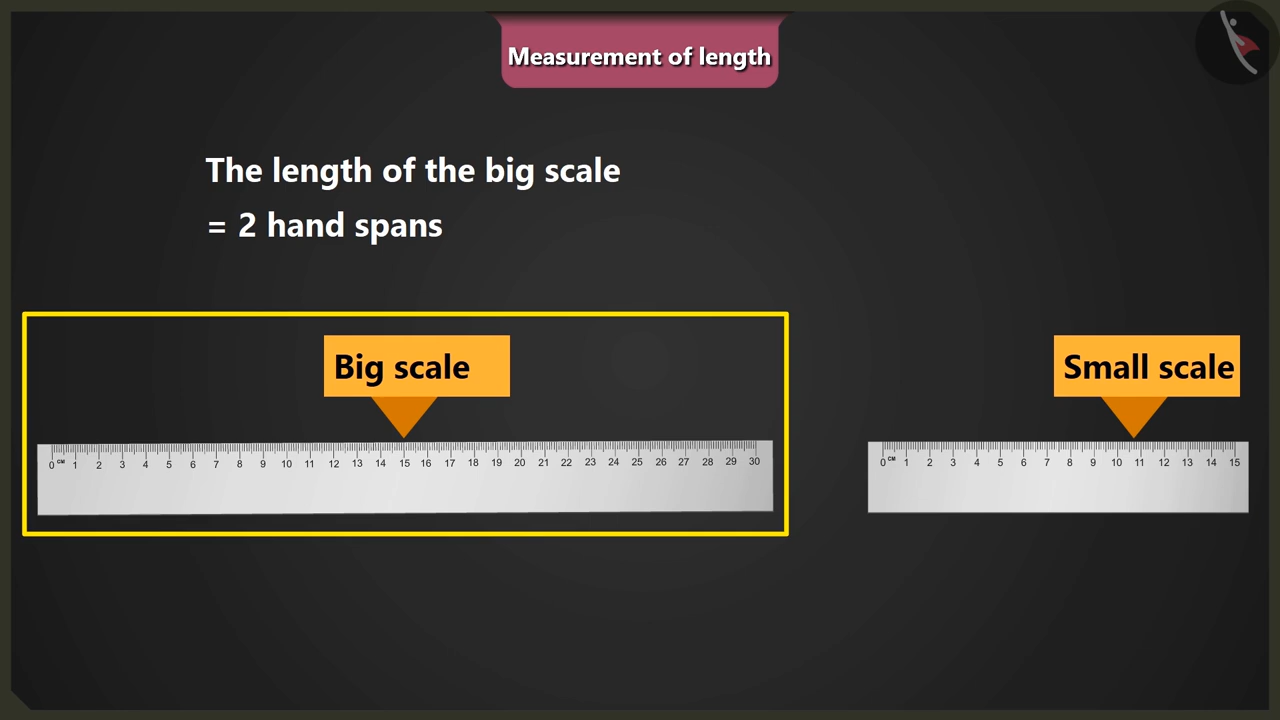 Measurement of length
The length of the big scale
= 2 hand spans
Big scale
Small scale
0 CM 1 2 3 4 5 6 7 8 9 10 11 12 13 14 15 16 17 18 19 20 21 22 23 24 25 26 27 28 29 30
0 CM 1 2 3 4 5 6 7 8 9 10 11 12 13 14 15